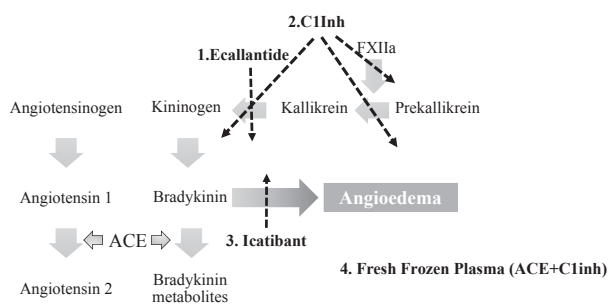 2.C1Inh
1.Ecallantide
FXIIa
Angiotensinogen Kininogen Kallikrein Prekallikrein
Angiotensin 1 Bradykinin Angioedema
ACE
3. Icatibant
4. Fresh Frozen Plasma (ACE+C1inh)
Angiotensin 2 Bradykinin
metabolites